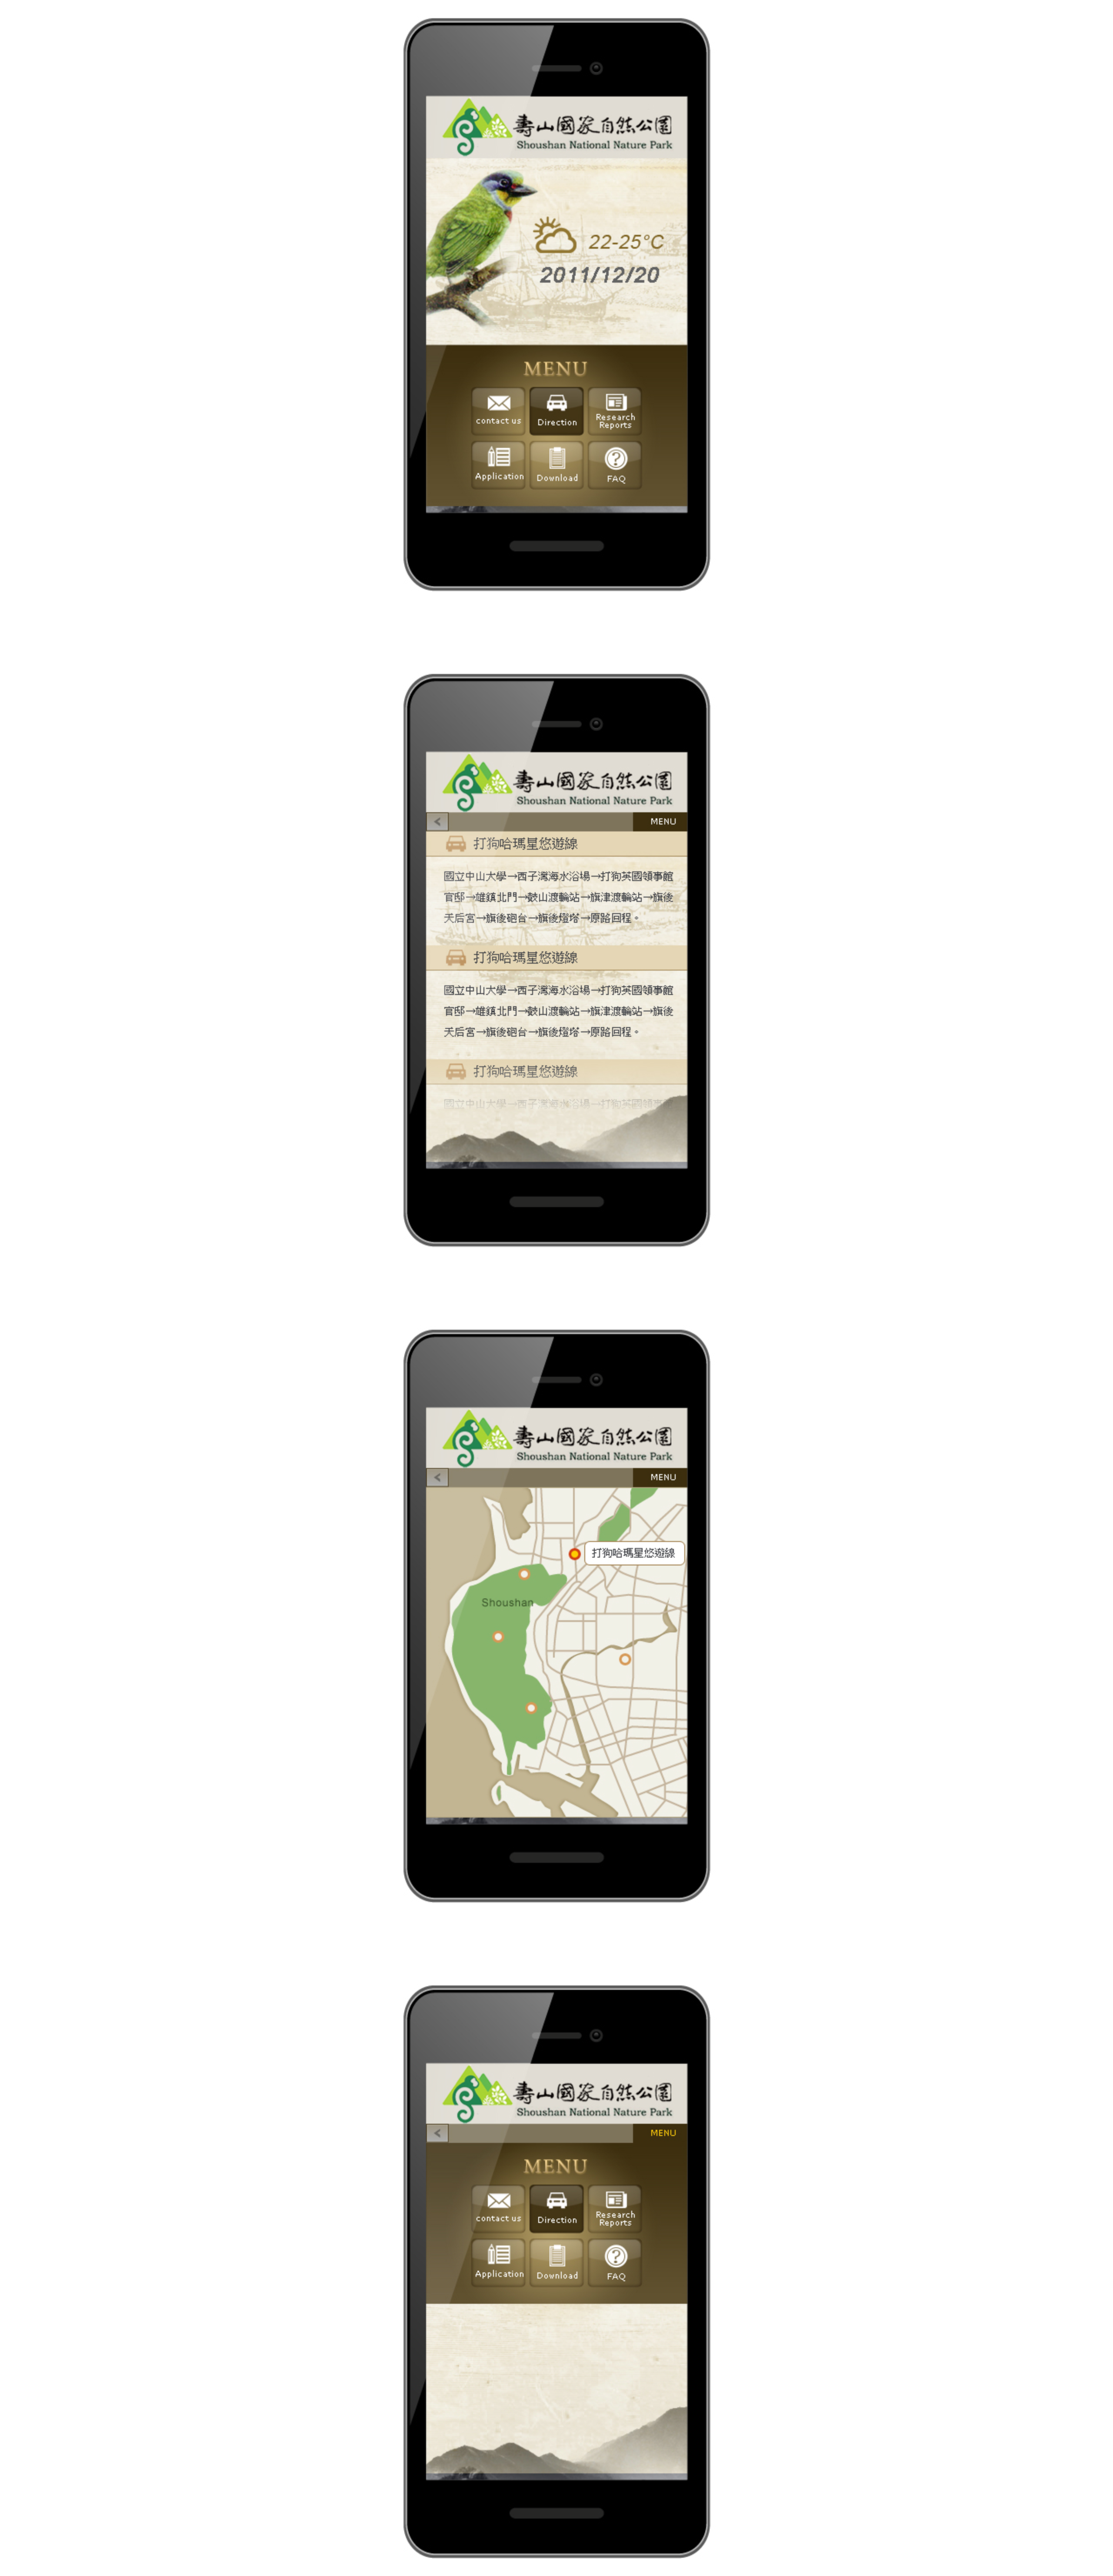 壽山國家自然公園
Shoushan National Nature Park
22-25°C
2011/12/20
MENU
contact us
Direction
Research
Reports
Application
Download
FAQ
壽山國家自然公園
Shoushan National Nature Park
<
MENU
打狗哈瑪星悠遊線
國立中山大學→西子灣海水浴場→打狗英國領事館
官邸→雄鎮北門→鼓山渡輪站→旗津渡輪站→旗後
天后宮→旗後砲台→旗後燈塔→原路回程。
打狗哈瑪星悠遊線
國立中山大學→西子灣海水浴場→打狗英國領事館
官邸→雄鎮北門→鼓山渡輪站→旗津渡輪站→旗後
天后宮→旗後砲台→旗後燈塔→原路回程。
打狗哈瑪星悠遊線
國立中山大學→西子灣海水浴場→打狗英國領事館
壽山國家自然公園
Shoushan National Nature Park
<
MENU
打狗哈瑪星悠遊線
Shoushan
壽山國家自然公園
Shoushan National Nature Park
<
MENU
MENU
contact us
Direction
Research
Reports
Application
Download
FAQ